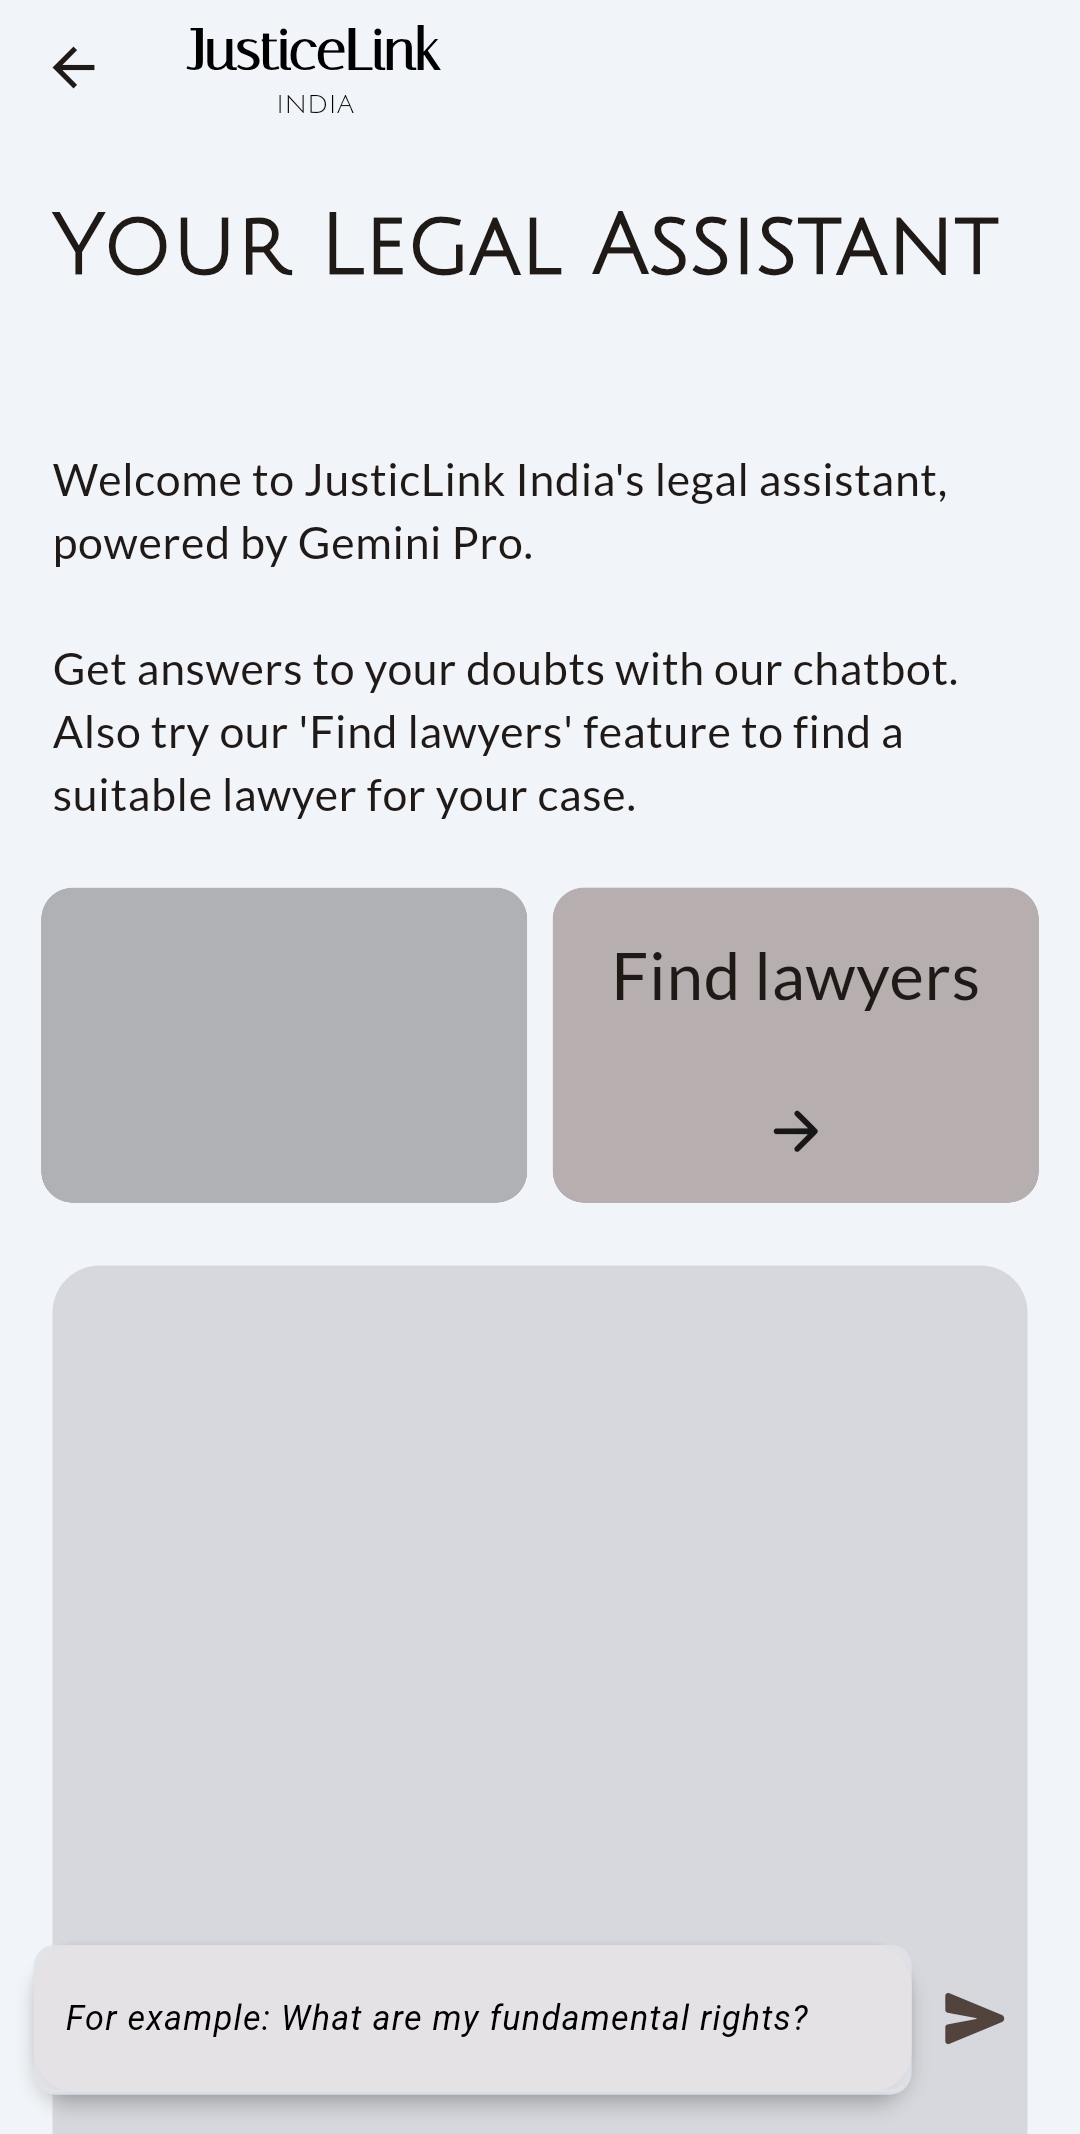 JusticeLink
INDIA
Your Legal Assistant
Welcome to JusticLink India's legal assistant,
powered by Gemini Pro.
Get answers to your doubts with our chatbot.
Also try our 'Find lawyers' feature to find a
suitable lawyer for your case.
Find lawyers
For example: What are my fundamental rights?